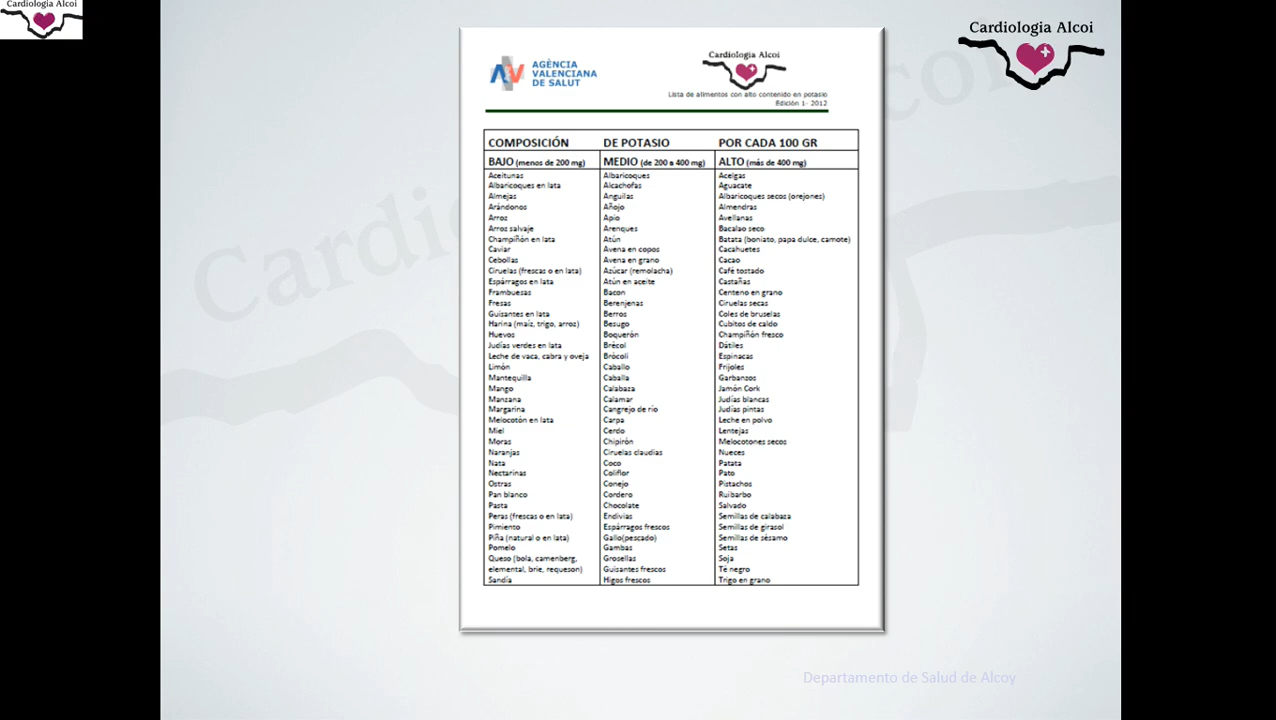 Cardiologia Alcoi
Cardiologia Alcoi
AGÈNCIA
VALENCIANA
DE SALUT
Cardiologia Alcoi
Lista de alimentos con alto contenido en potasio
Edición 1- 2012
COMPOSICIÓN DE POTASIO POR CADA 100 GR
BAJO (menos de 200 mg) MEDIO (de 200 a 400 mg) ALTO (más de 400 mg)
Aceitunas Albaricoques Acelgas
Albaricoques en lata Alcachofas Aguacate
Almejas Anguilas Albaricoques secos (orejones)
Arándonos Añojo Almendras
Arroz Apio Avellanas
Arroz salvaje Arenques Bacalao seco
Champiñón en lata Atún Batata (boniato, papa dulce, camote)
Caviar Avena en copos Cacahuetes
Cebollas Avena en grano Cacao
Ciruelas (frescas o en lata) Azúcar (remolacha) Café tostado
Espárragos en lata Atún en aceite Castañas
Frambuesas Bacon Centeno en grano
Fresas Berenjenas Ciruelas secas
Guisantes en lata Berros Coles de bruselas
Harina (maíz, trigo, arroz) Besugo Cubitos de caldo
Huevos Boquerón Champiñón fresco
Judías verdes en lata Brécol Dátiles
Leche de vaca, cabra y oveja Brócoli Espinacas
Limón Caballo Frijoles
Mantequilla Caballa Garbanzos
Mango Calabaza Jamón Cork
Manzana Calamar Judías blancas
Margarina Cangrejo de río Judías pintas
Melocotón en lata Carpa Leche en polvo
Miel Cerdo Lentejas
Moras Chipirón Melocotones secos
Naranjas Ciruelas claudias Nueces
Nata Coco Patata
Nectarinas Coliflor Pato
Ostras Conejo Pistachos
Pan blanco Cordero Ruibarbo
Pasta Chocolate Salvado
Peras (frescas o en lata) Endivias Semillas de calabaza
Pimiento Espárragos frescos Semillas de girasol
Piña (natural o en lata) Gallo(pescado) Semillas de sésamo
Pomelo Gambas Setas
Queso (bola, camenberg, Grosellas Soja
elemental, brie, requeson) Guisantes frescos Té negro
Sandía Higos frescos Trigo en grano
Departamento de Salud de Alcoy